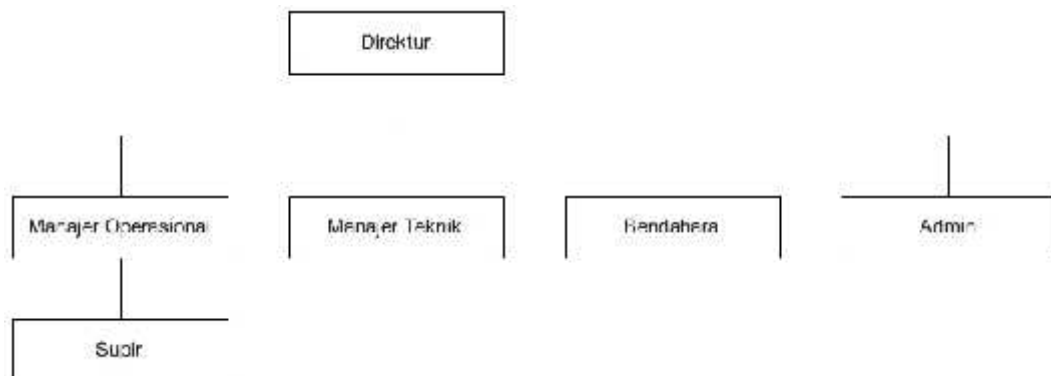 Direktur
Manajer Operasional
Manajer Teknik
Bendahara
Admin
Supir